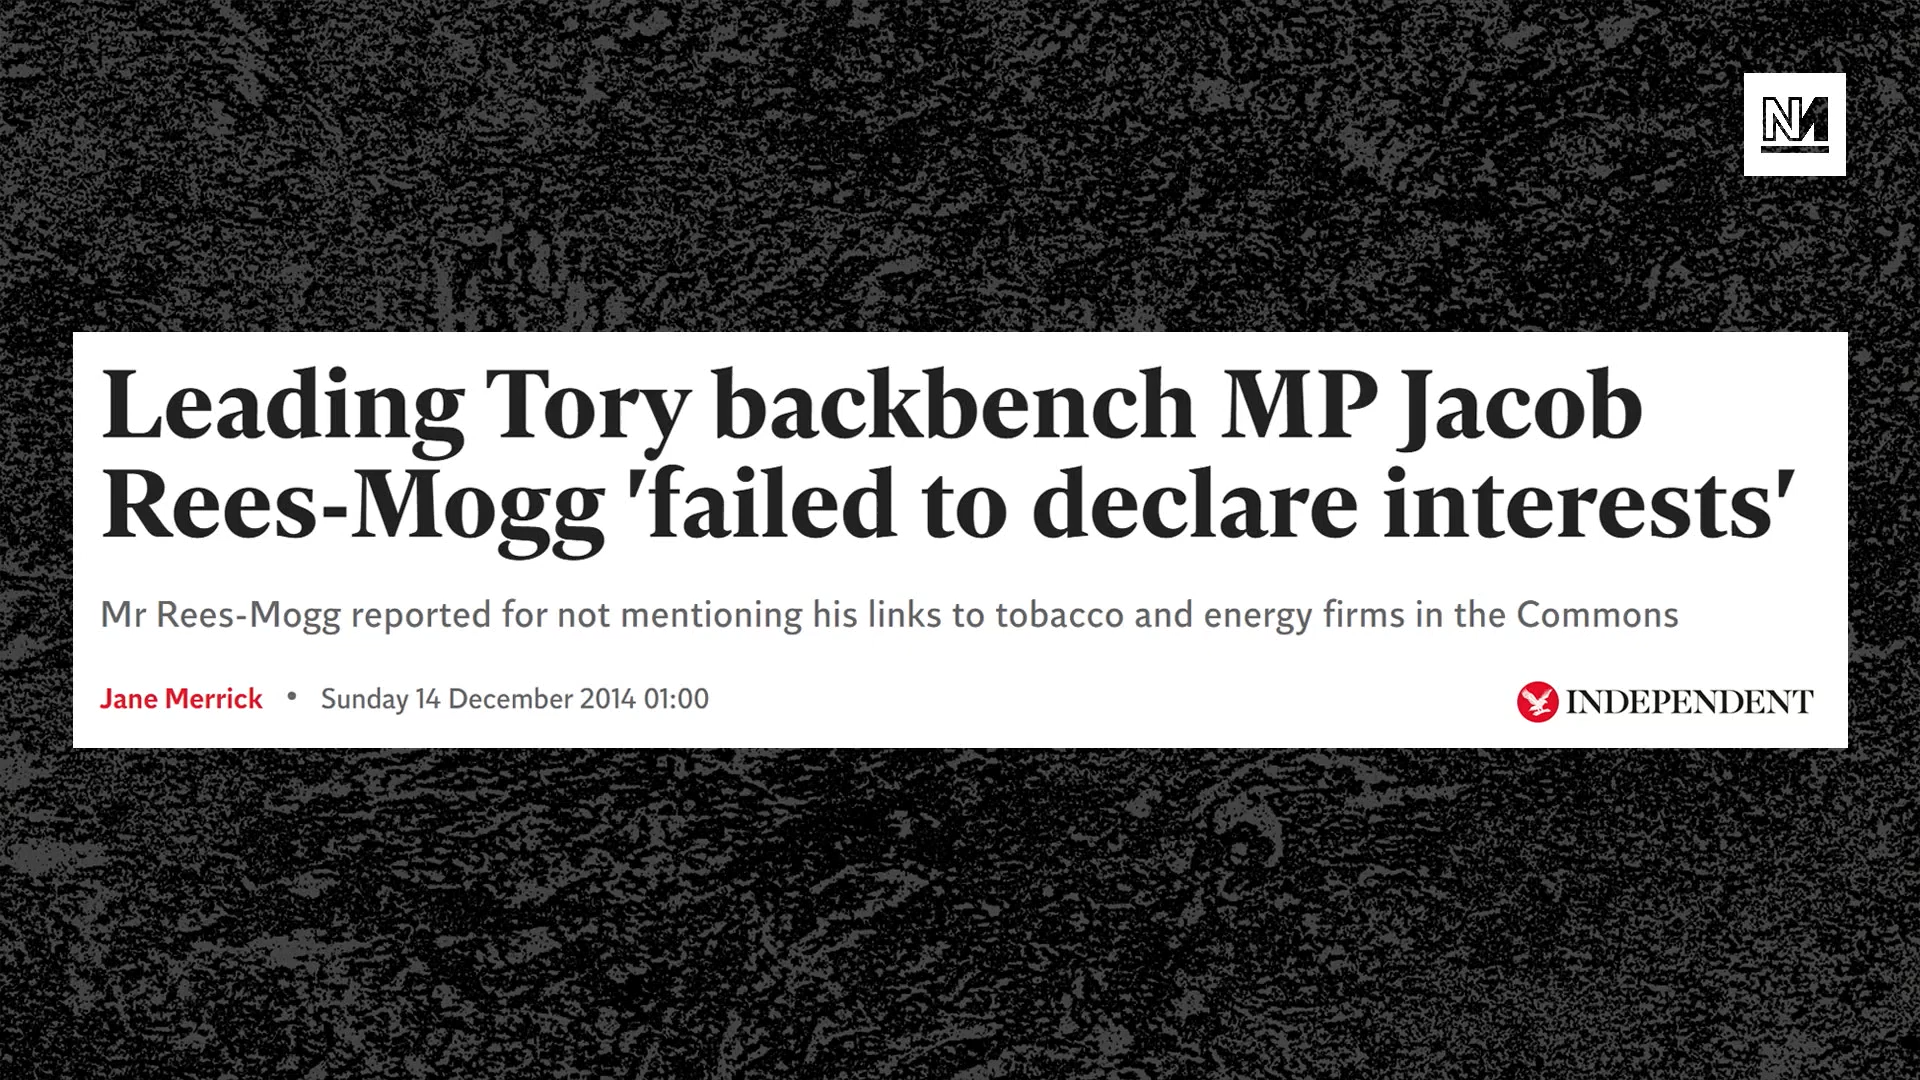 NM
Leading Tory backbench MP Jacob
Rees-Mogg 'failed to declare interests'
Mr Rees-Mogg reported for not mentioning his links to tobacco and energy firms in the Commons
Jane Merrick • Sunday 14 December 2014 01:00
INDEPENDENT